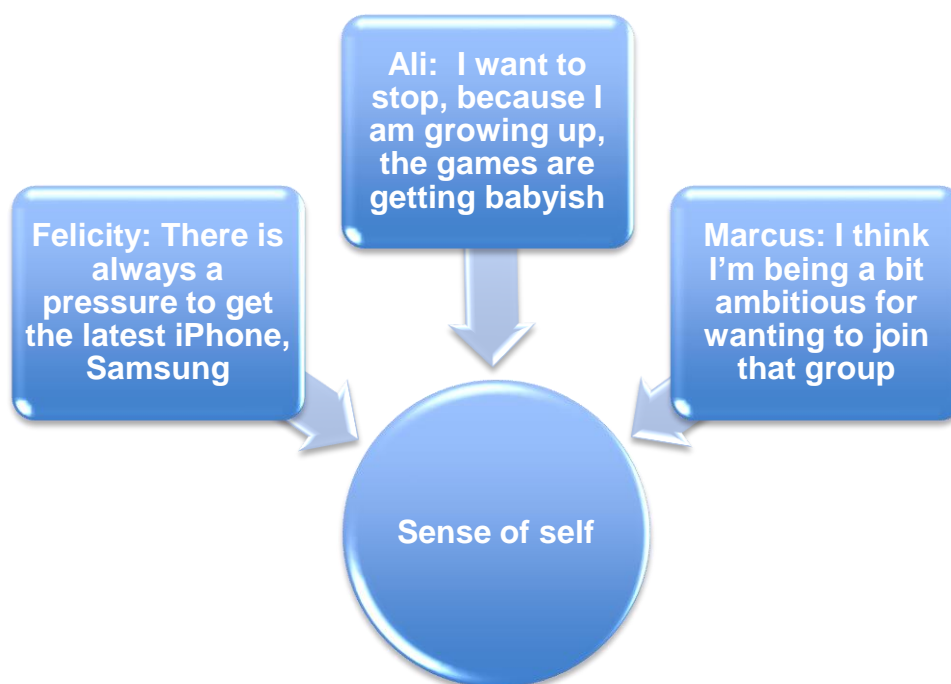 Ali:  I want to
stop, because I
am growing up,
the games are
getting babyish
Felicity: There is
always a
pressure to get
the latest iPhone,
Samsung
Marcus: I think
I’m being a bit
ambitious for
wanting to join
that group
Sense of self